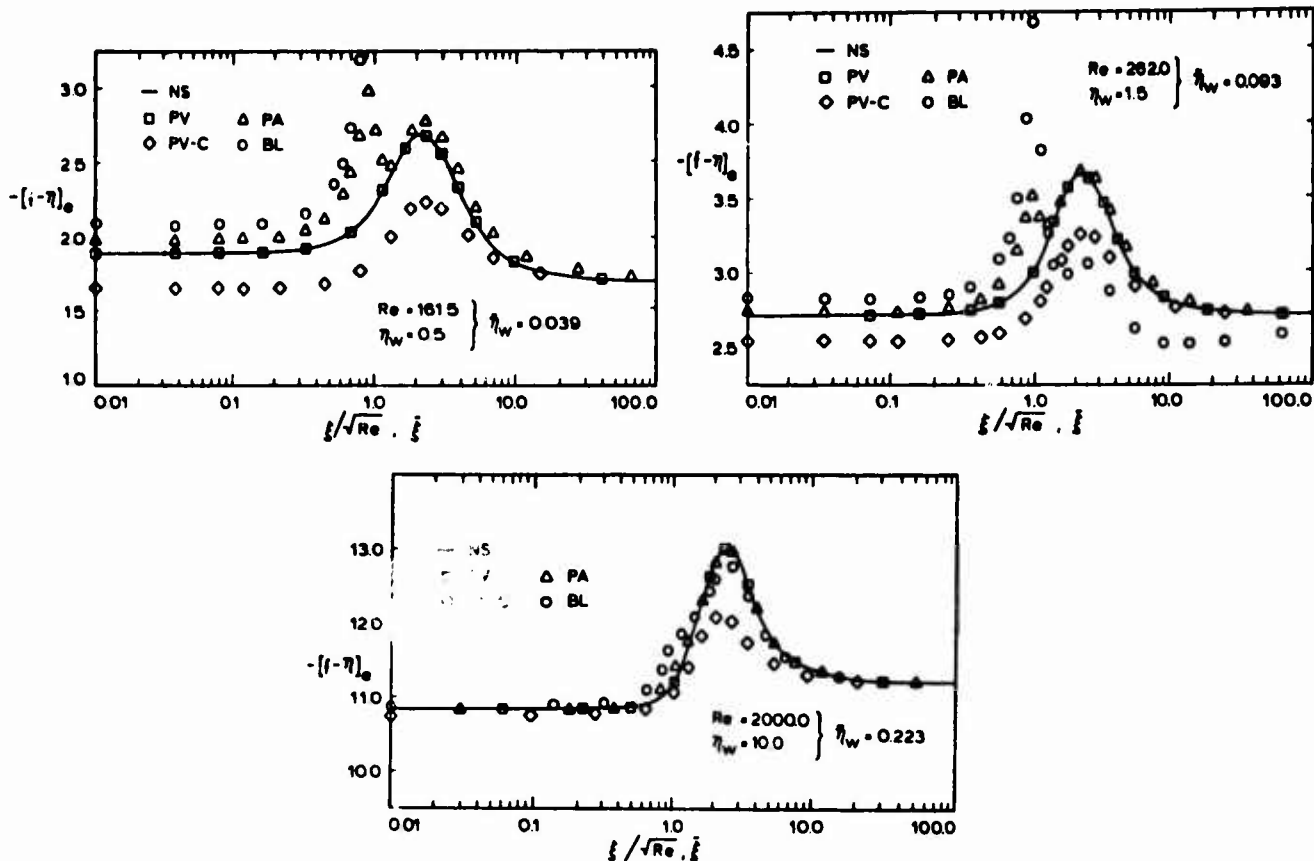 3.0
2.5
2.0
1.5
1.0
-[f-η]e
— NS
□ PV △ PA
◇ PV-C ○ BL
Re = 161.5
ηw = 0.5
η̄w = 0.039
0.01 0.1 1.0 10.0 100.0
ξ/√Re , ξ̄
4.5
4.0
3.5
3.0
2.5
-[f-η]e
— NS
□ PV △ PA
◇ PV-C ○ BL
Re = 262.0
ηw = 1.5
η̄w = 0.093
0.01 0.1 1.0 10.0 100.0
ξ/√Re , ξ̄
13.0
12.0
11.0
10.0
-[f-η]e
— NS
△ PA
○ BL
Re = 2000.0
ηw = 10.0
η̄w = 0.223
0.01 0.1 1.0 10.0 100.0
ξ/√Re , ξ̄